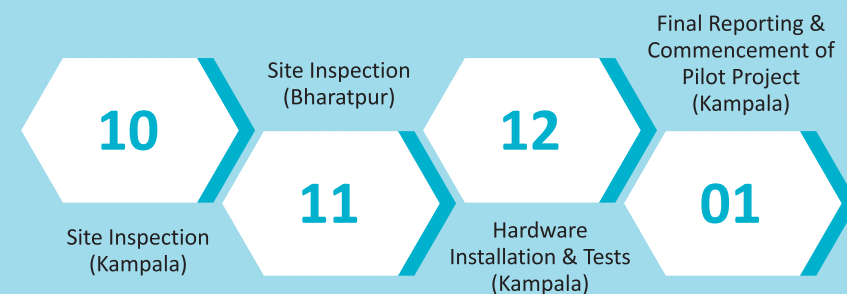 10
Site Inspection
(Kampala)
Site Inspection
(Bharatpur)
11
12
Hardware
Installation & Tests
(Kampala)
Final Reporting &
Commencement of
Pilot Project
(Kampala)
01